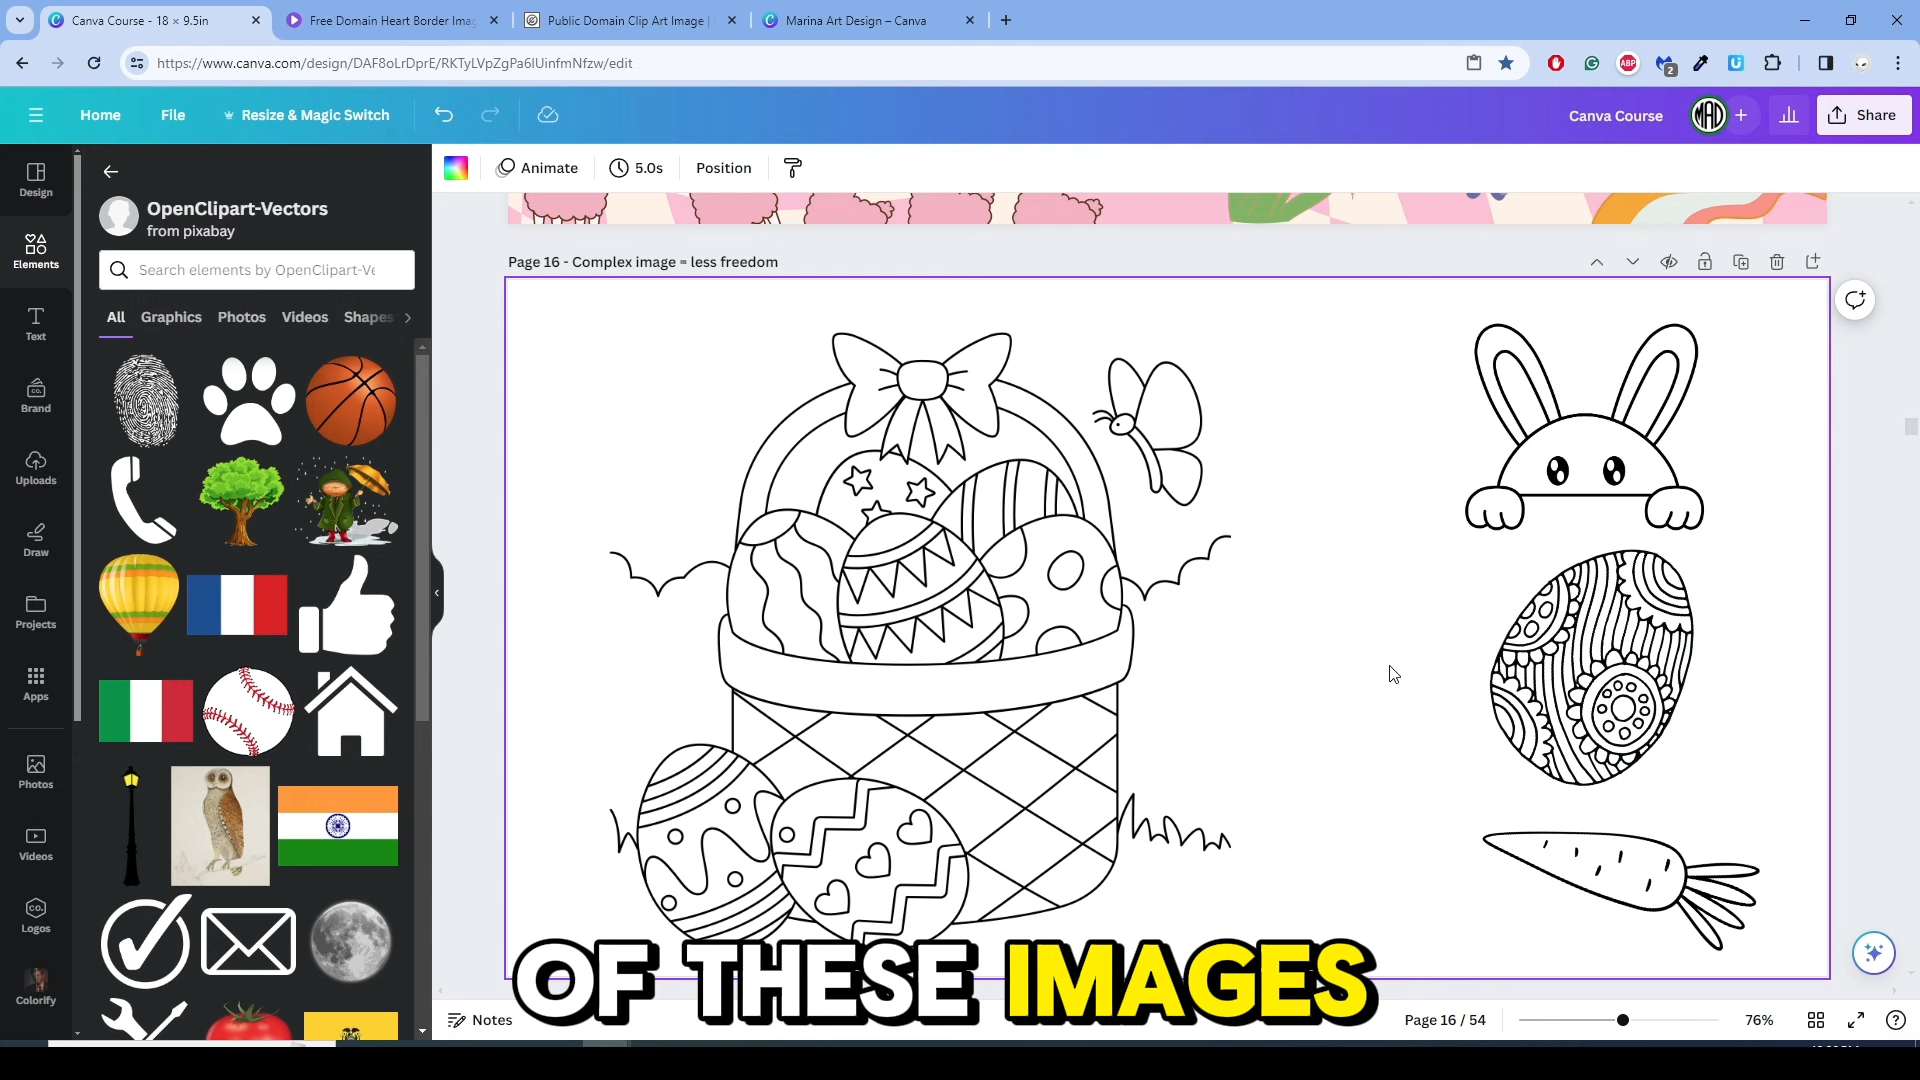 Canva Course - 18 × 9.5in
Free Domain Heart Border Imag
Public Domain Clip Art Image |
Marina Art Design – Canva
https://www.canva.com/design/DAF8oLrDprE/RKTyLVpZgPa6IUinfmNfzw/edit
ABP
2
Home
File
Resize & Magic Switch
Canva Course
MAD
Share
Animate
5.0s
Position
Design
Elements
Text
Brand
Uploads
Draw
Projects
Apps
Photos
Videos
Logos
Colorify
OpenClipart-Vectors
from pixabay
Search elements by OpenClipart-Ve
All
Graphics
Photos
Videos
Shapes
Page 16 - Complex image = less freedom
OF THESE IMAGES
Notes
Page 16 / 54
76%